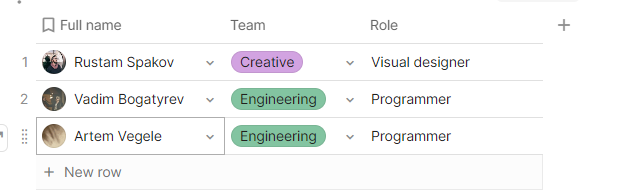 Full name Team Role
1 Rustam Spakov Creative Visual designer
2 Vadim Bogatyrev Engineering Programmer
Artem Vegele Engineering Programmer
New row